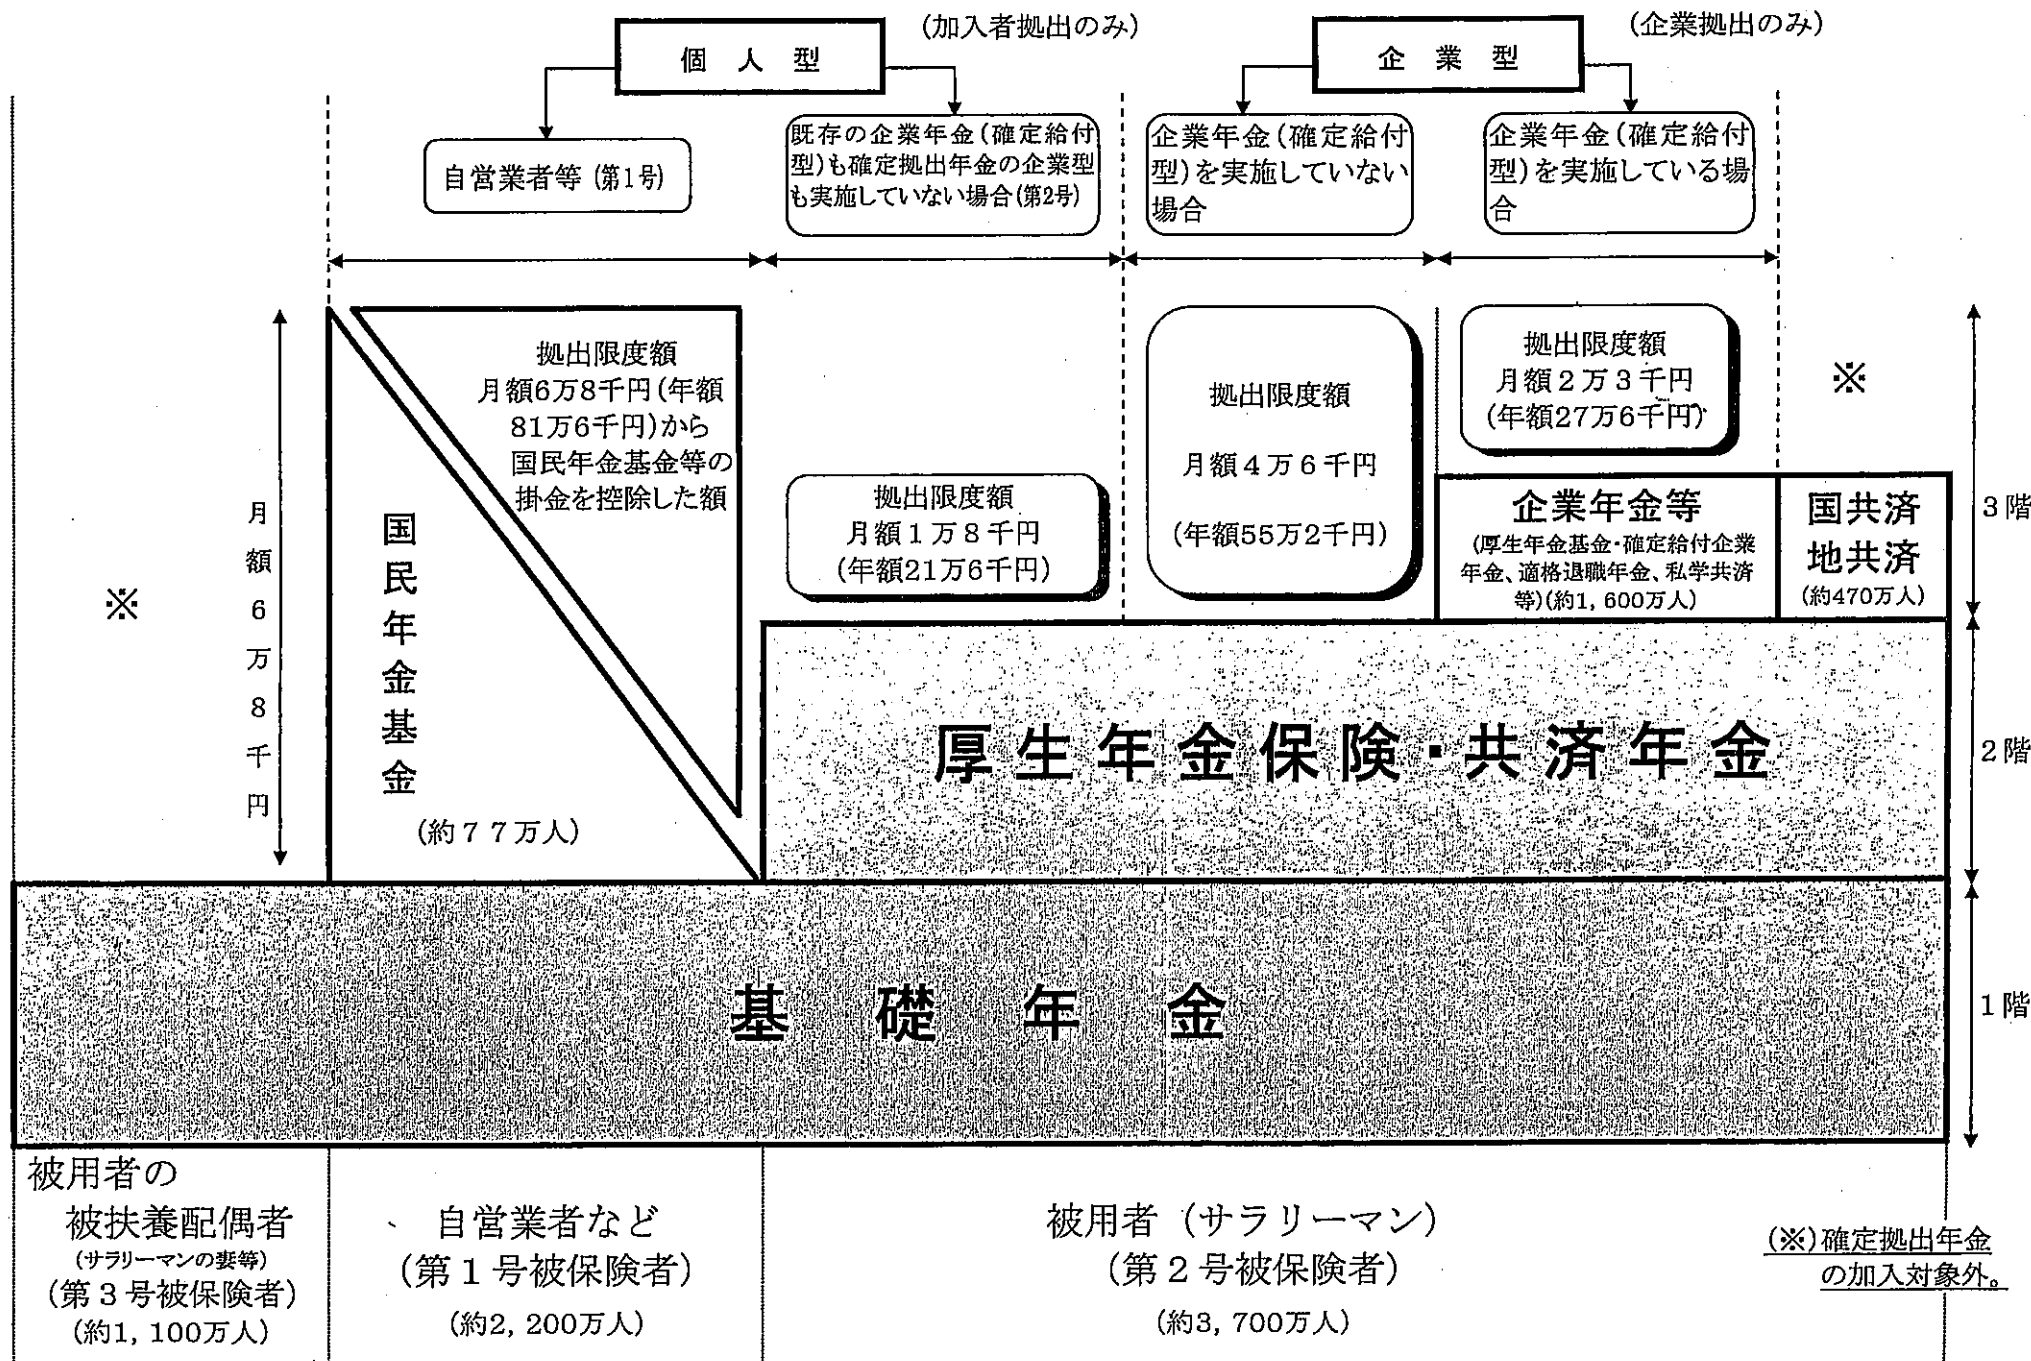 (加入者拠出のみ)
(企業拠出のみ)
個 人 型
企 業 型
自営業者等 (第1号)
既存の企業年金(確定給付
型)も確定拠出年金の企業型
も実施していない場合(第2号)
企業年金(確定給付
型)を実施していない
場合
企業年金(確定給付
型)を実施している場
合
月額6万8千円
拠出限度額
月額6万8千円(年額
81万6千円)から
国民年金基金等の
掛金を控除した額
国民年金基金
(約77万人)
拠出限度額
月額1万8千円
(年額21万6千円)
拠出限度額
月額4万6千円
(年額55万2千円)
拠出限度額
月額2万3千円
(年額27万6千円)
※
※
企業年金等
(厚生年金基金・確定給付企業
年金、適格退職年金、私学共済
等)(約1,600万人)
国共済
地共済
(約470万人)
3階
厚生年金保険・共済年金
2階
基 礎 年 金
1階
被用者の
被扶養配偶者
(サラリーマンの妻等)
(第3号被保険者)
(約1,100万人)
自営業者など
(第1号被保険者)
(約2,200万人)
被用者(サラリーマン)
(第2号被保険者)
(約3,700万人)
(※)確定拠出年金
の加入対象外。